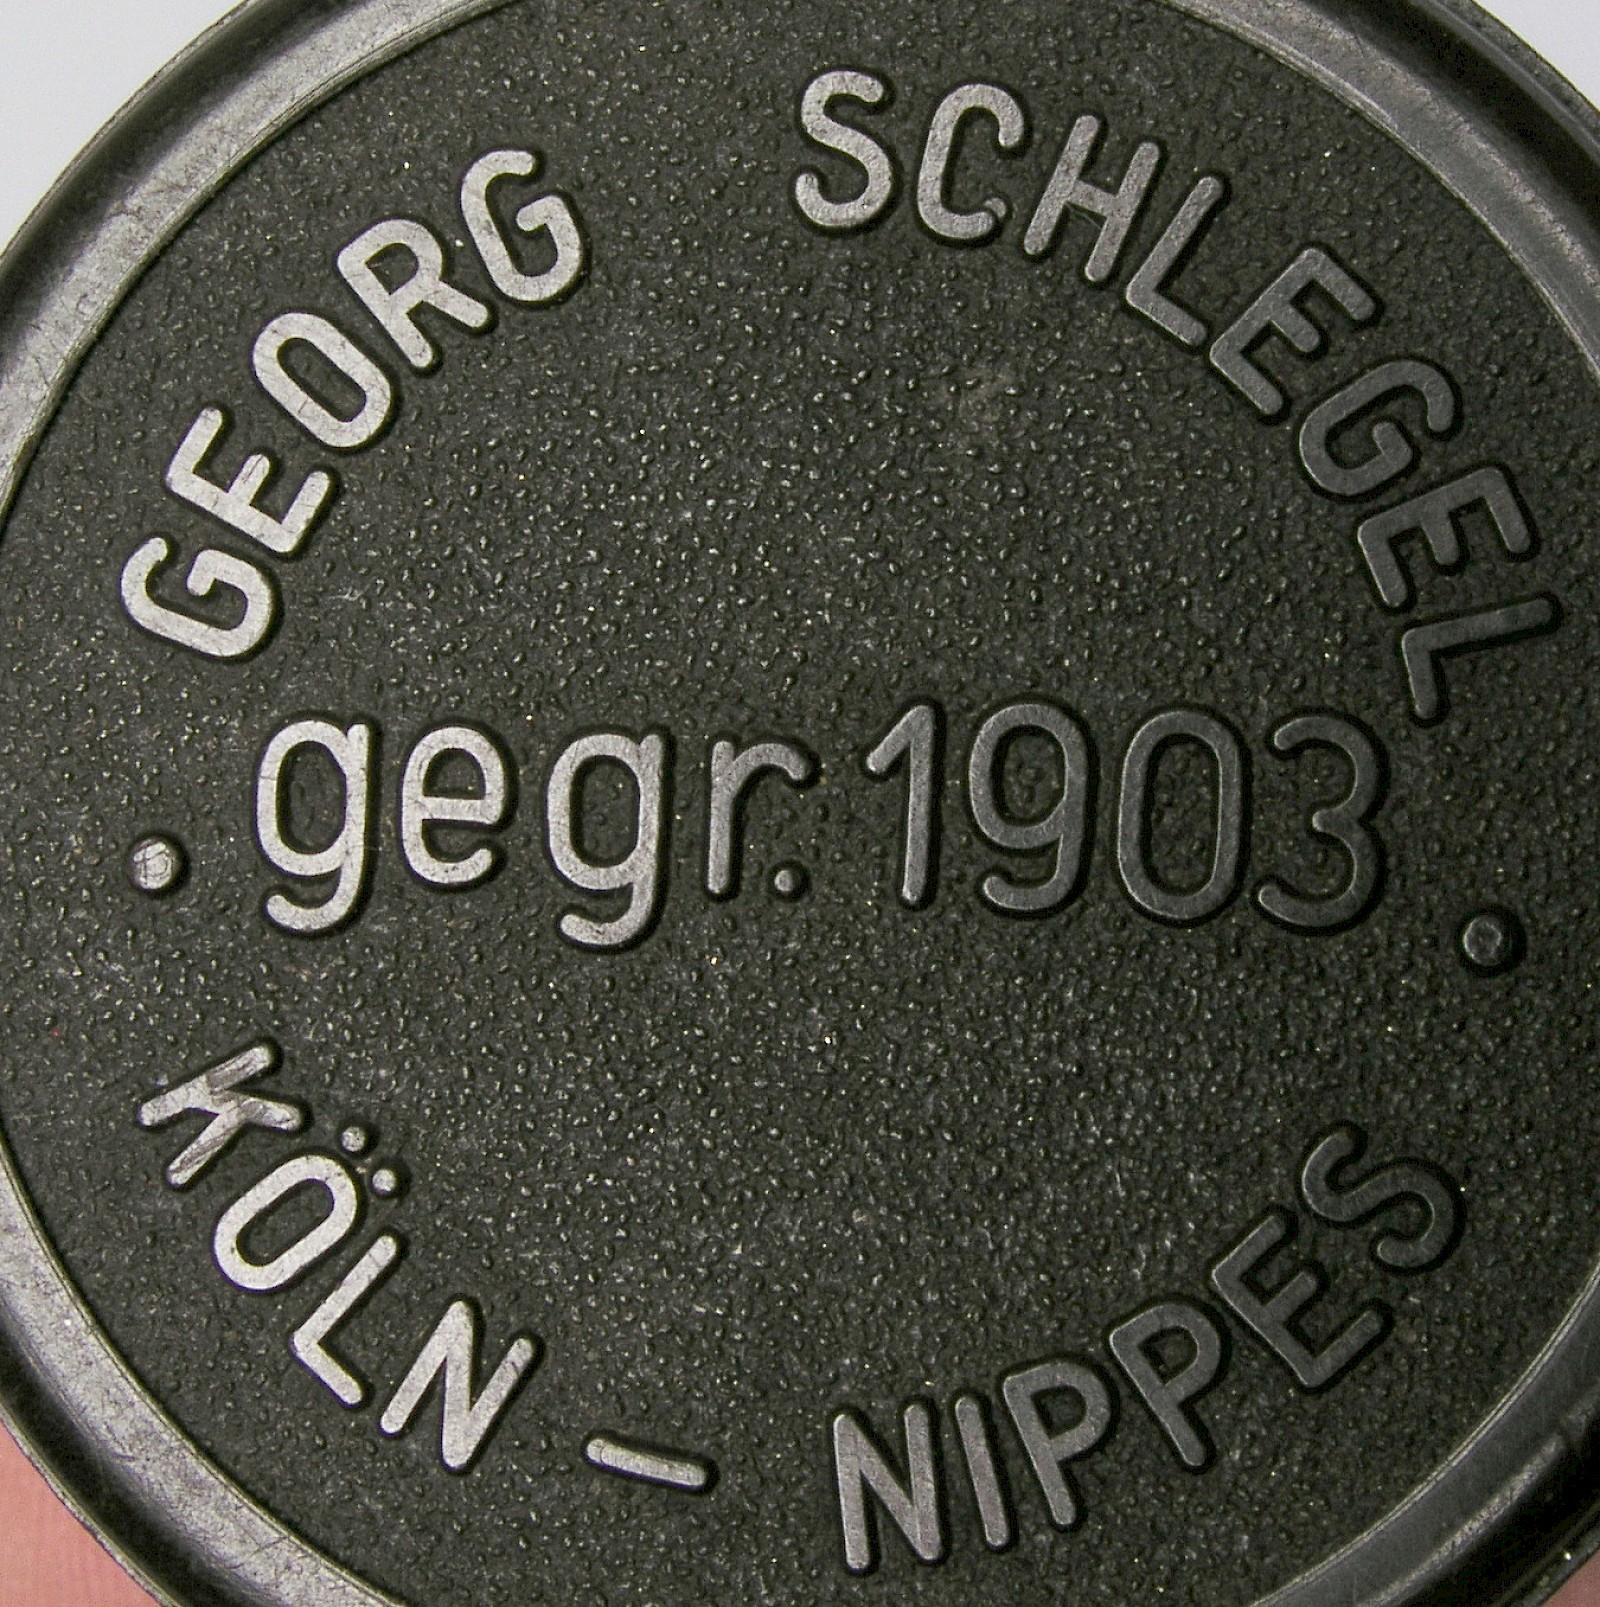 GEORG SCHLEGEL
· gegr. 1903 ·
KÖLN – NIPPES